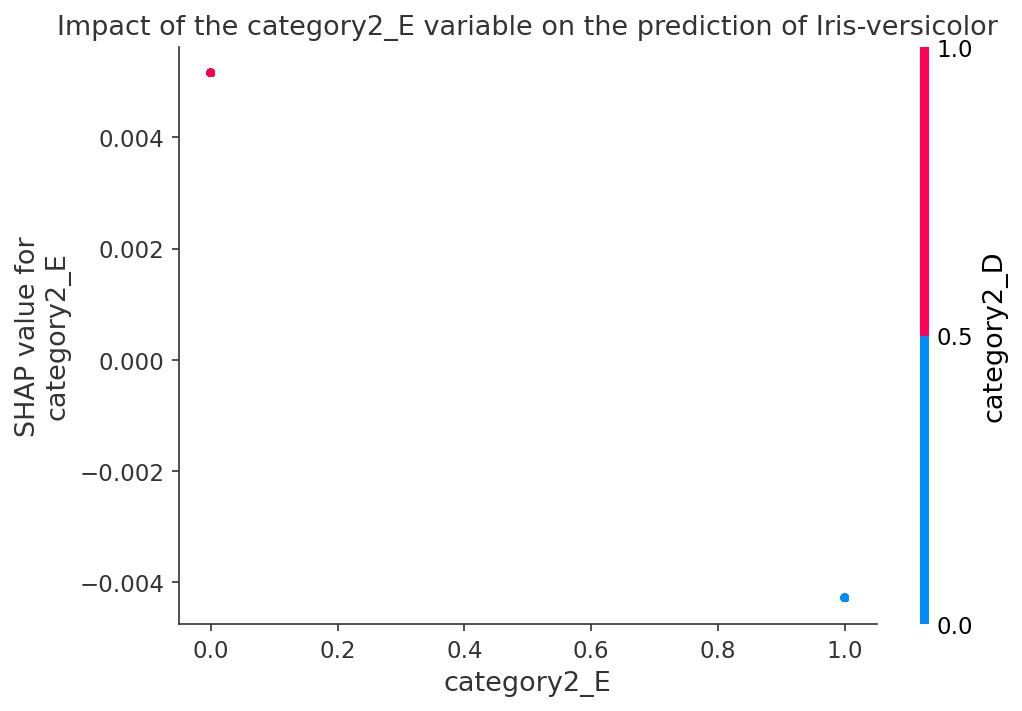 Impact of the category2_E variable on the prediction of Iris-versicolor
SHAP value for
category2_E
0.004
0.002
0.000
−0.002
−0.004
0.0
0.2
0.4
0.6
0.8
1.0
category2_E
1.0
0.5
0.0
category2_D